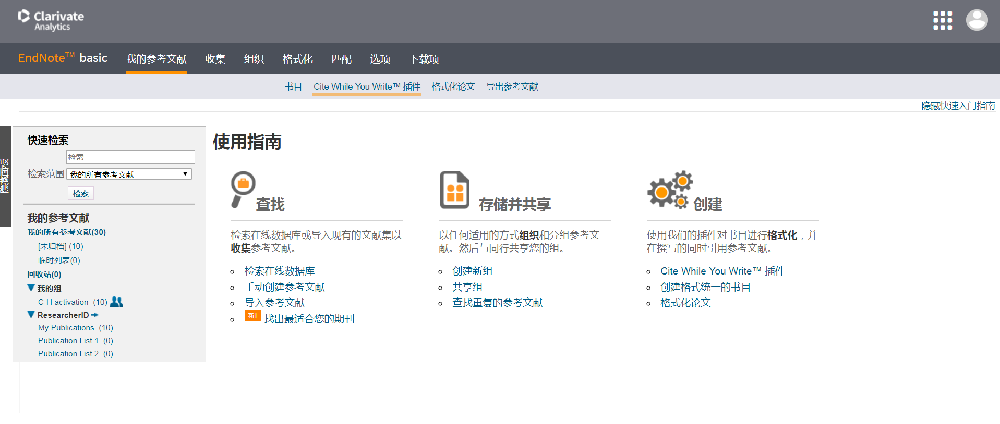 Clarivate
Analytics
EndNote™ basic 我的参考文献 收集 组织 格式化 匹配 选项 下载项
书目 Cite While You Write™ 插件 格式化论文 导出参考文献
隐藏快速入门指南
隐藏面板
快速检索
检索
检索范围 我的所有参考文献
检索
我的参考文献
我的所有参考文献(30)
[未归档] (10)
临时列表(0)
回收站(0)
我的组
C-H activation (10)
ResearcherID
My Publications (10)
Publication List 1 (0)
Publication List 2 (0)
使用指南
查找
检索在线数据库或导入现有的文献集以
收集参考文献。
检索在线数据库
手动创建参考文献
导入参考文献
新! 找出最适合您的期刊
存储并共享
以任何适用的方式组织和分组参考文
献。然后与同行共享您的组。
创建新组
共享组
查找重复的参考文献
创建
使用我们的插件对书目进行格式化，并
在撰写的同时引用参考文献。
Cite While You Write™ 插件
创建格式统一的书目
格式化论文